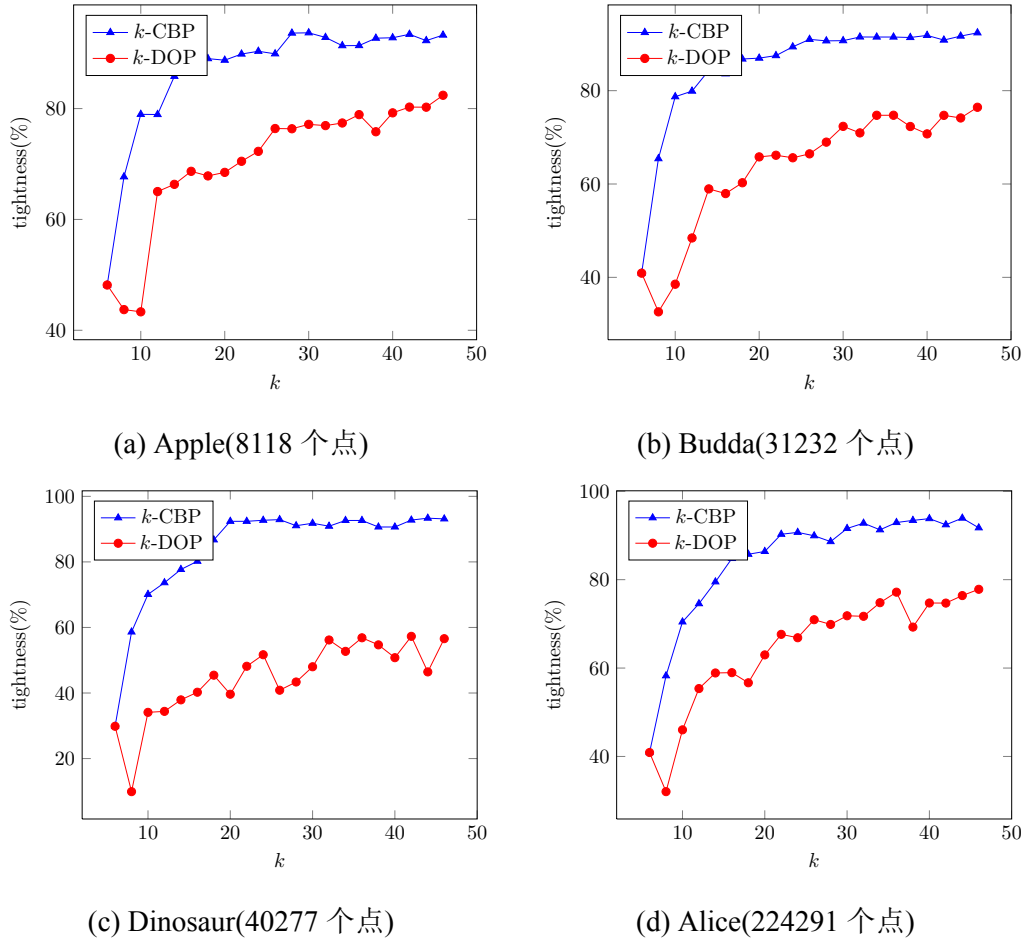 k-CBP
k-DOP
80
60
40
10 20 30 40 50
tightness(%)
k
(a) Apple(8118 个点)
k-CBP
k-DOP
80
60
40
10 20 30 40 50
tightness(%)
k
(b) Budda(31232 个点)
k-CBP
k-DOP
100
80
60
40
20
10 20 30 40 50
tightness(%)
k
(c) Dinosaur(40277 个点)
k-CBP
k-DOP
100
80
60
40
10 20 30 40 50
tightness(%)
k
(d) Alice(224291 个点)